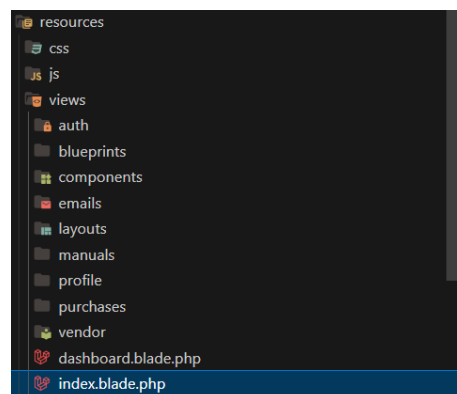 resources
css
JS js
views
auth
blueprints
components
emails
layouts
manuals
profile
purchases
vendor
dashboard.blade.php
index.blade.php